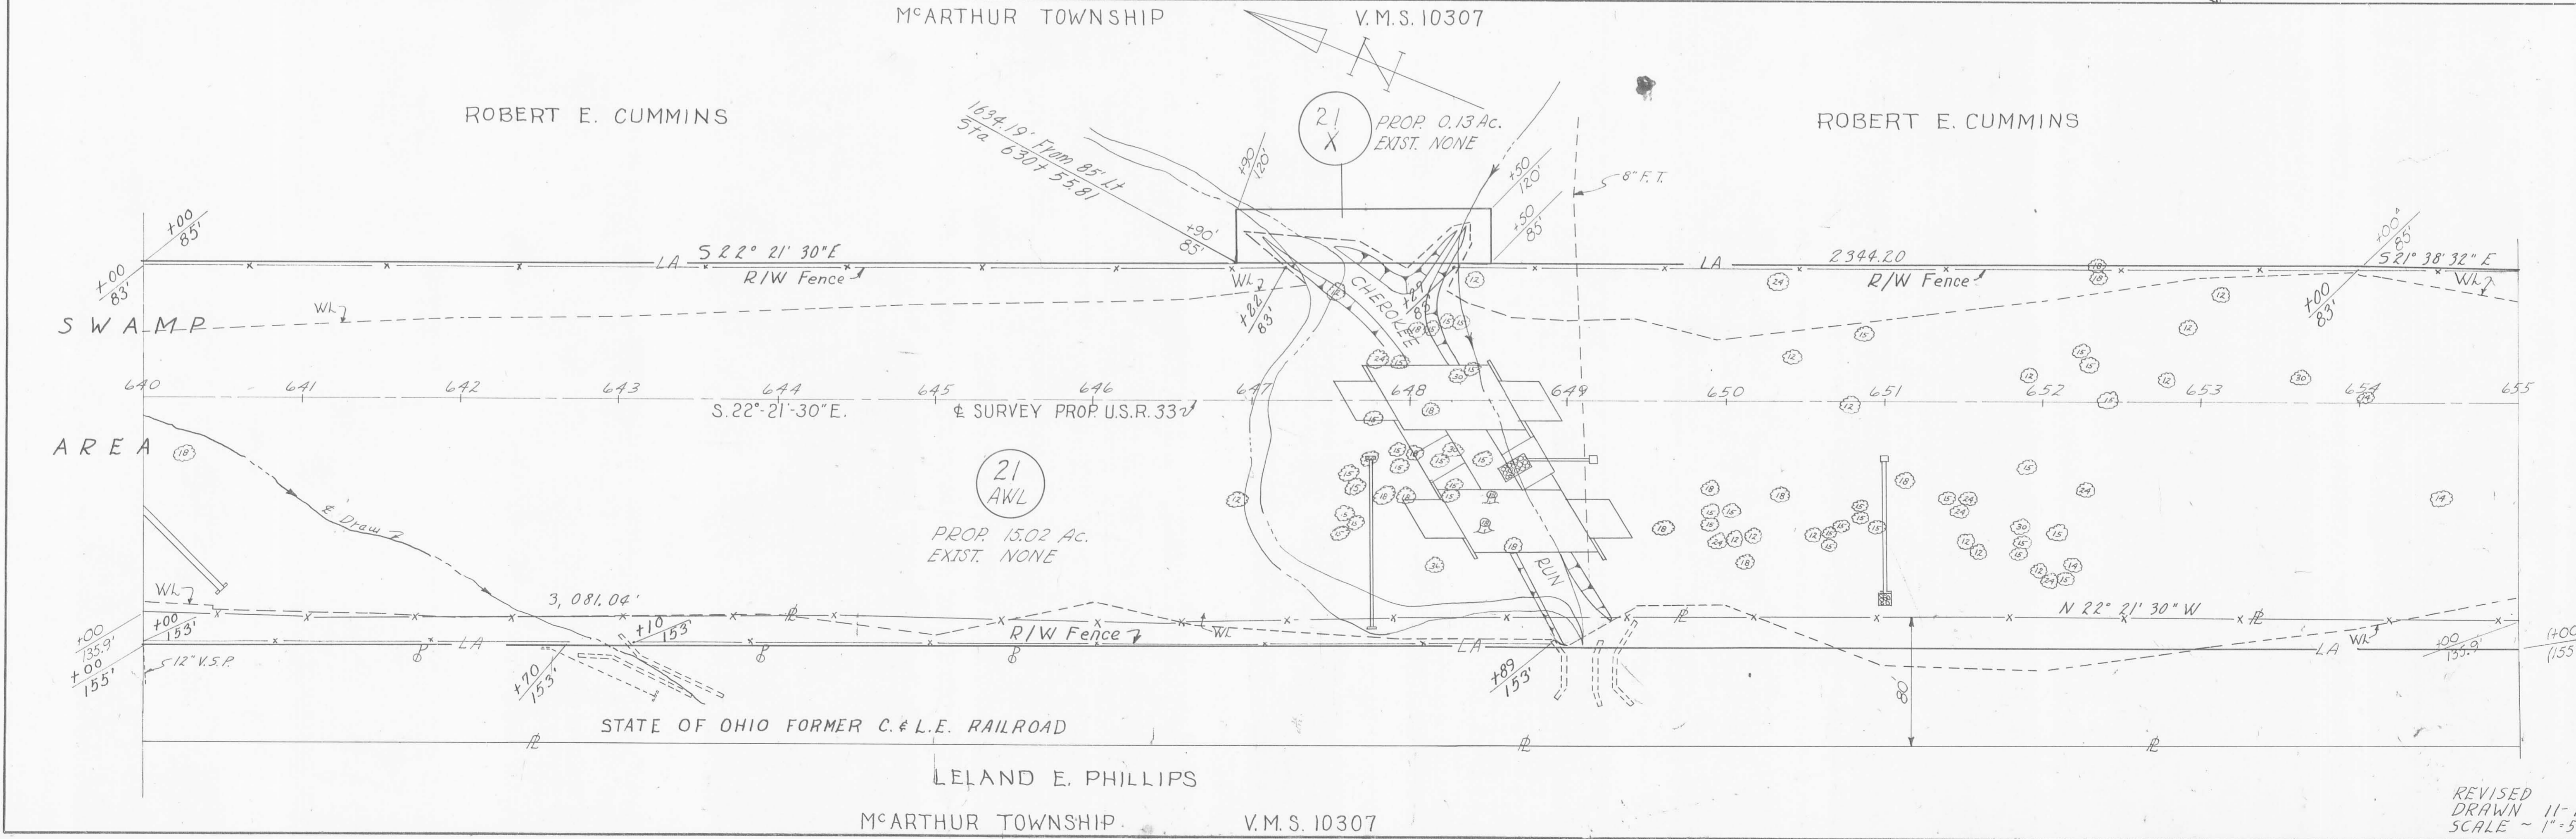 McARTHUR TOWNSHIP V.M.S. 10307
N
ROBERT E. CUMMINS
1634.19' From 85' Lt
Sta 630+55.81
+90
120'
21
X
PROP. 0.13 Ac.
EXIST. NONE
+50
120'
8" F.T.
ROBERT E. CUMMINS
+00
85'
+90'
85'
+50
85'
+00
85'
+00
83'
LA S 22° 21' 30" E
R/W Fence
WL
LA 2344.20 S 21° 38' 32" E
R/W Fence
WL
+22
83'
+29
83'
+00
83'
CHEROKEE
SWAMP
WL
640 641 642 643 644 645 646 647 648 649 650 651 652 653 654 655
S. 22°-21'-30" E. ℄ SURVEY PROP. U.S.R. 33
AREA
℄ Draw
21
AWL
PROP. 15.02 Ac.
EXIST. NONE
RUN
WL
3,081.04'
N 22° 21' 30" W
+00
135.9'
+00
153'
+10
153'
R/W Fence
WL
WL
+00
135.9'
+00
155'
12" V.S.P.
LA
+70
153'
LA
+89
153'
LA
80
STATE OF OHIO FORMER C. & L.E. RAILROAD
LELAND E. PHILLIPS
McARTHUR TOWNSHIP. V.M.S. 10307
REVISED
DRAWN 11-
SCALE ~ 1"=5